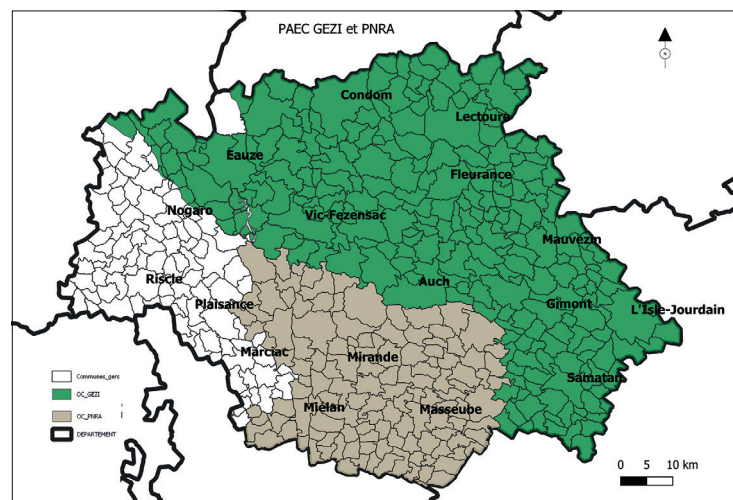 PAEC GEZI et PNRA
N
Condom
Lectoure
Eauze
Fleurance
Nogaro
Vic-Fezensac
Mauvezin
Auch
Riscle
Plaisance
Gimont
L'Isle-Jourdain
Marciac
Mirande
Samatan
Miélan
Masseube
Communes_gers
OC_GEZI
OC_PNRA
DEPARTEMENT
0 5 10 km